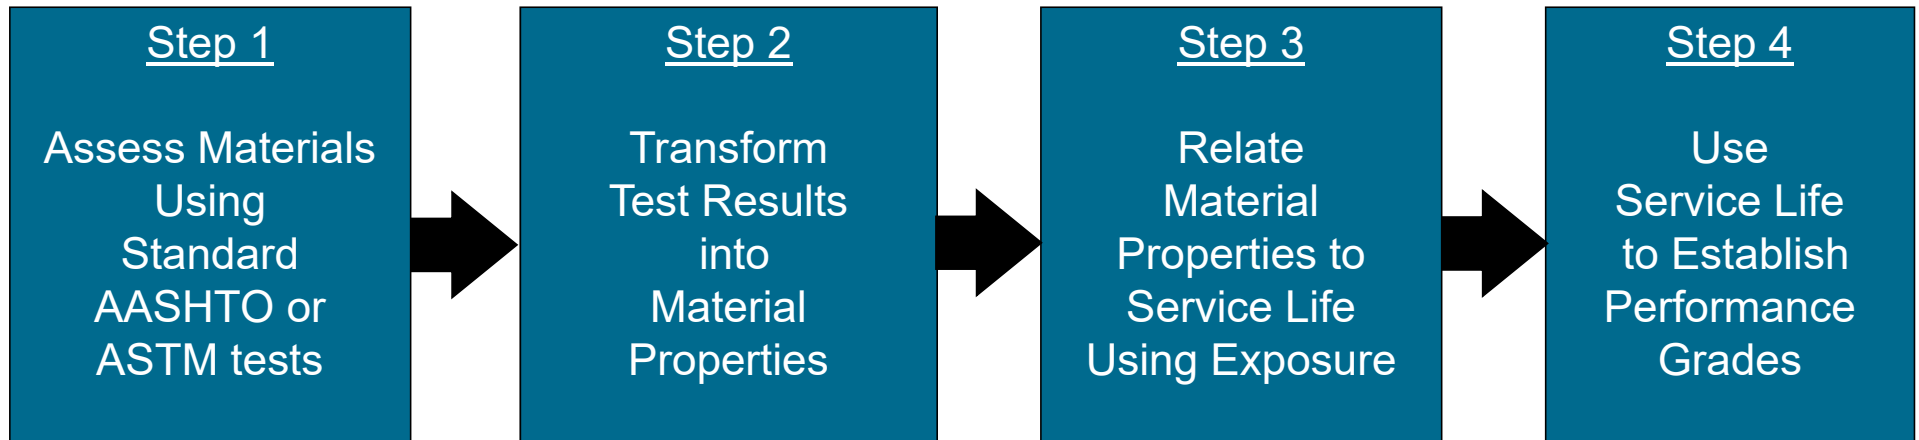 Step 1
Assess Materials
Using
Standard
AASHTO or
ASTM tests
Step 2
Transform
Test Results
into
Material
Properties
Step 3
Relate
Material
Properties to
Service Life
Using Exposure
Step 4
Use
Service Life
to Establish
Performance
Grades